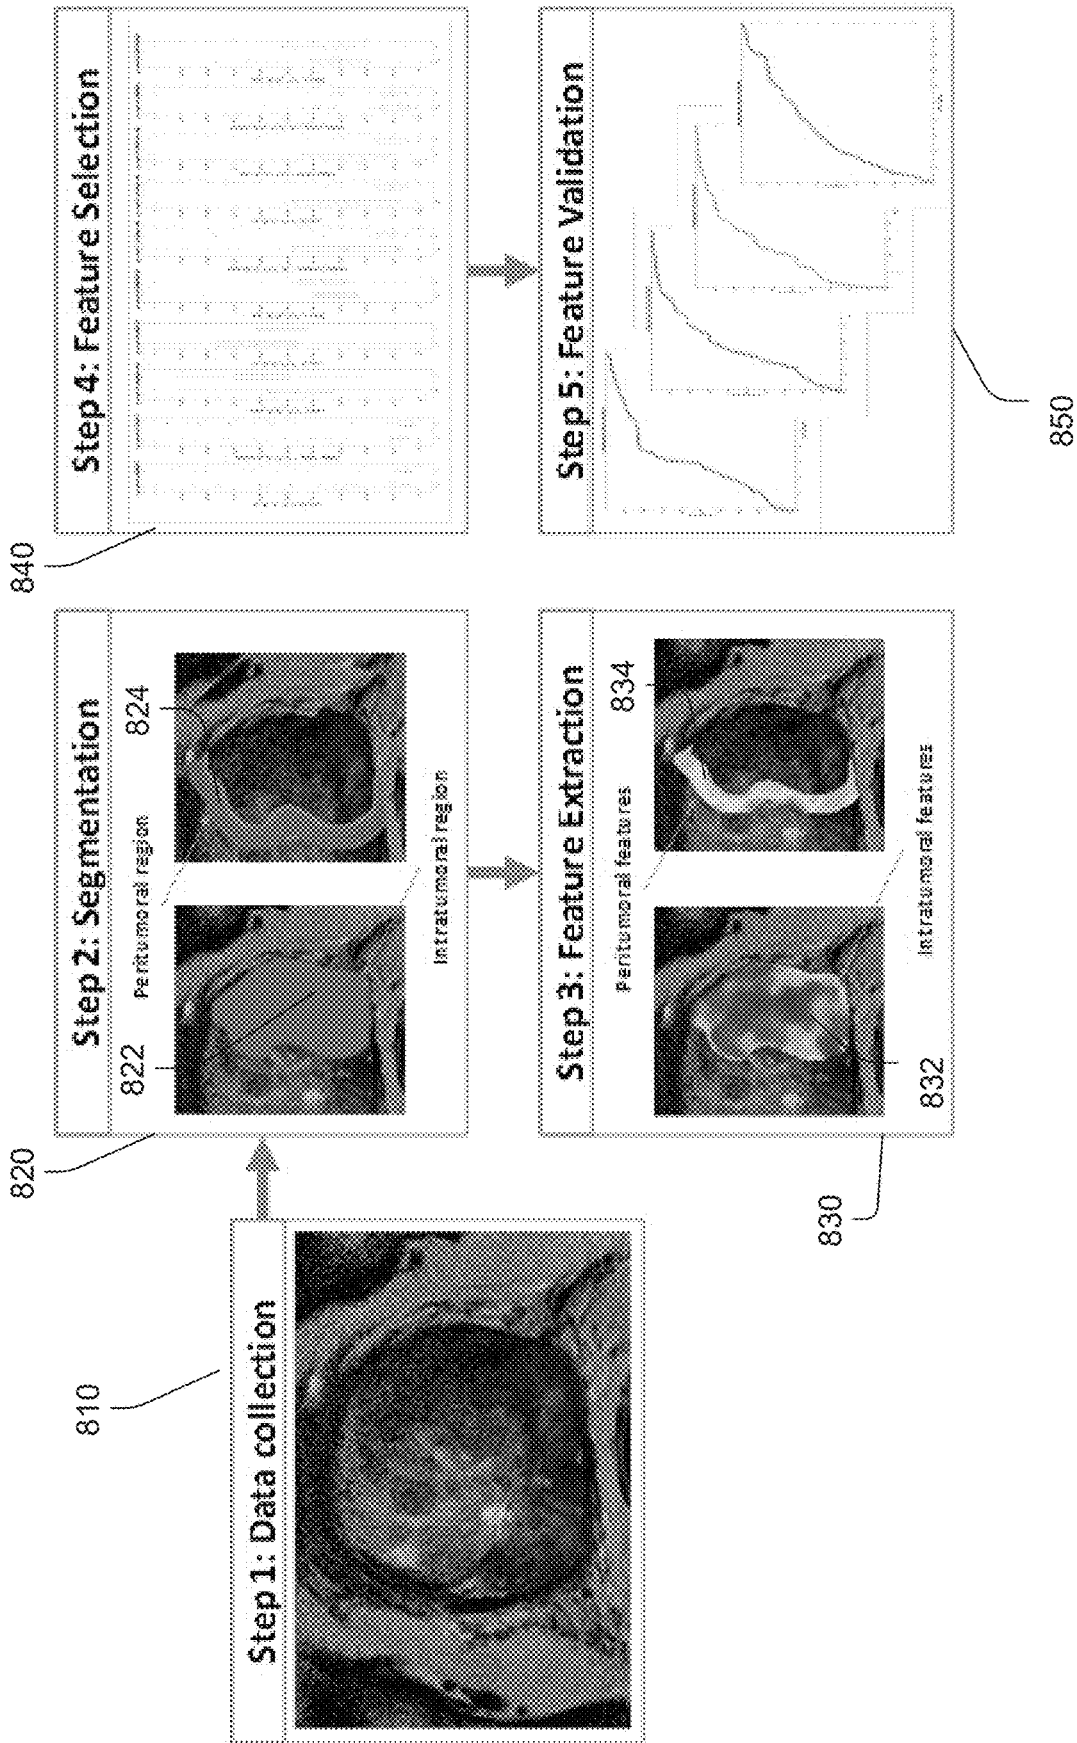 810
Step 1: Data collection
820
Step 2: Segmentation
822
Peritumoral region
824
Intratumoral region
830
Step 3: Feature Extraction
Peritumoral features
834
832
Intratumoral features
840
Step 4: Feature Selection
Step 5: Feature Validation
850